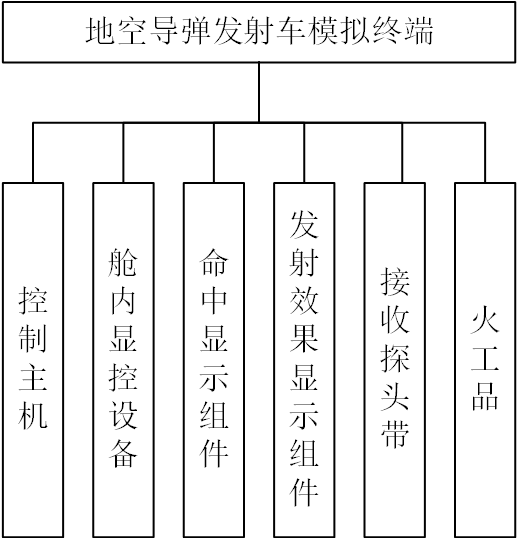 地空导弹发射车模拟终端
控制主机
舱内显控设备
命中显示组件
发射效果显示组件
接收探头带
火工品